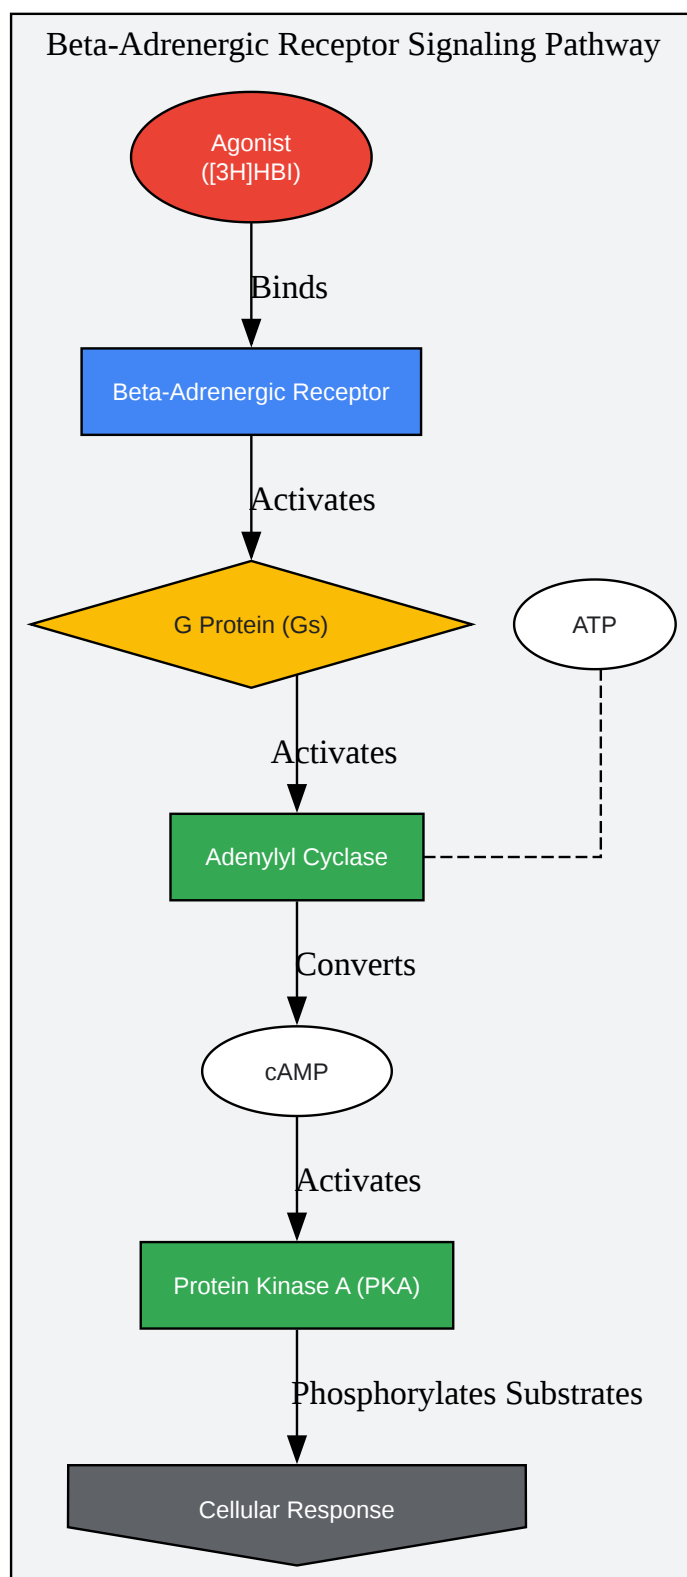 Beta-Adrenergic Receptor Signaling Pathway
Agonist
([3H]HBI)
Binds
Beta-Adrenergic Receptor
Activates
G Protein (Gs)
ATP
Activates
Adenylyl Cyclase
Converts
cAMP
Activates
Protein Kinase A (PKA)
Phosphorylates Substrates
Cellular Response